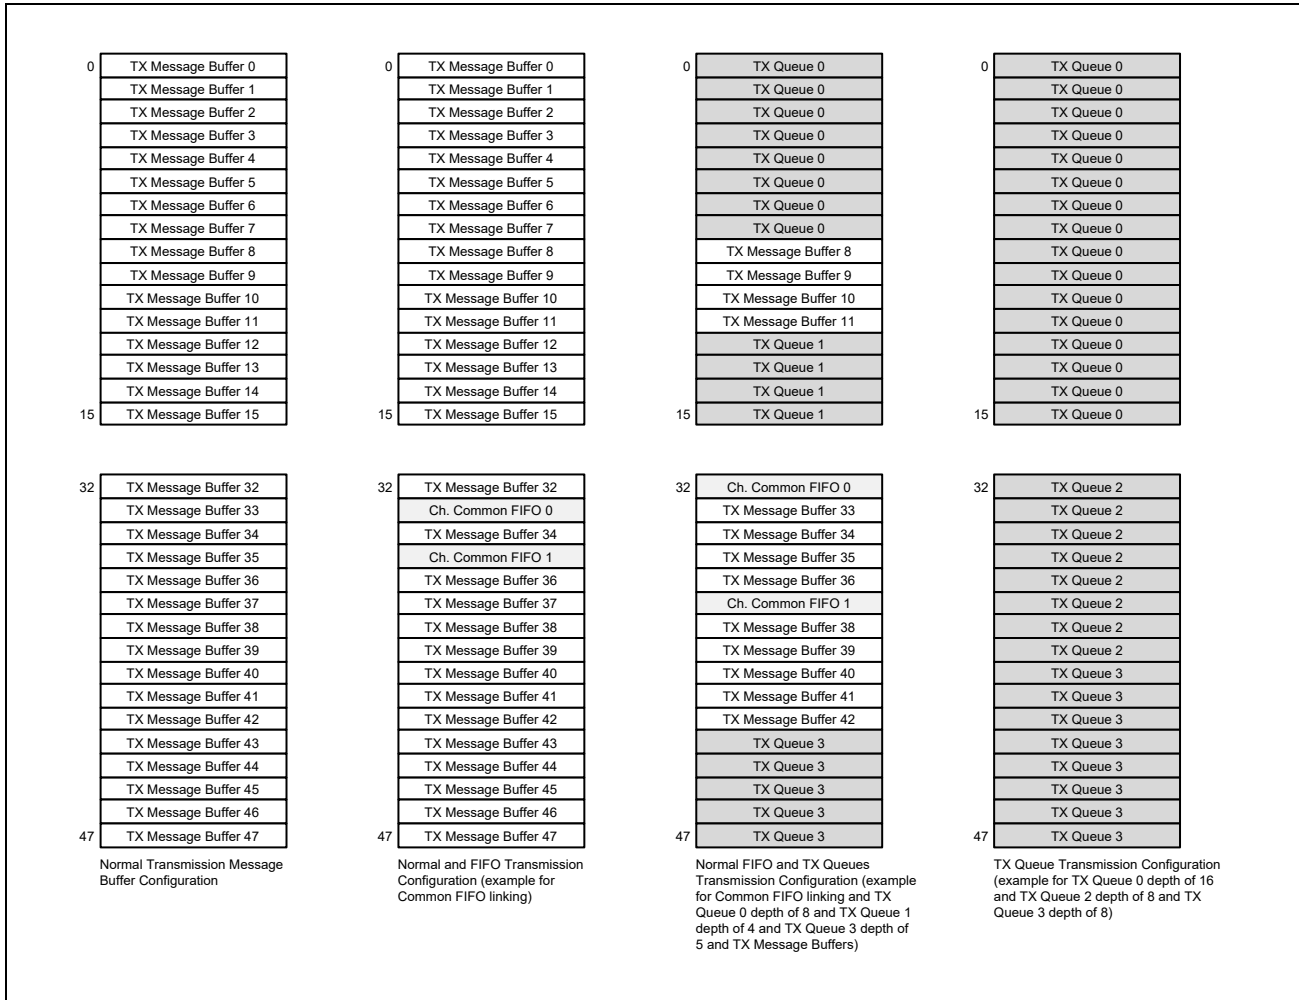 0 TX Message Buffer 0
TX Message Buffer 1
TX Message Buffer 2
TX Message Buffer 3
TX Message Buffer 4
TX Message Buffer 5
TX Message Buffer 6
TX Message Buffer 7
TX Message Buffer 8
TX Message Buffer 9
TX Message Buffer 10
TX Message Buffer 11
TX Message Buffer 12
TX Message Buffer 13
TX Message Buffer 14
15 TX Message Buffer 15
32 TX Message Buffer 32
TX Message Buffer 33
TX Message Buffer 34
TX Message Buffer 35
TX Message Buffer 36
TX Message Buffer 37
TX Message Buffer 38
TX Message Buffer 39
TX Message Buffer 40
TX Message Buffer 41
TX Message Buffer 42
TX Message Buffer 43
TX Message Buffer 44
TX Message Buffer 45
TX Message Buffer 46
47 TX Message Buffer 47
Normal Transmission Message
Buffer Configuration
0 TX Message Buffer 0
TX Message Buffer 1
TX Message Buffer 2
TX Message Buffer 3
TX Message Buffer 4
TX Message Buffer 5
TX Message Buffer 6
TX Message Buffer 7
TX Message Buffer 8
TX Message Buffer 9
TX Message Buffer 10
TX Message Buffer 11
TX Message Buffer 12
TX Message Buffer 13
TX Message Buffer 14
15 TX Message Buffer 15
32 TX Message Buffer 32
Ch. Common FIFO 0
TX Message Buffer 34
Ch. Common FIFO 1
TX Message Buffer 36
TX Message Buffer 37
TX Message Buffer 38
TX Message Buffer 39
TX Message Buffer 40
TX Message Buffer 41
TX Message Buffer 42
TX Message Buffer 43
TX Message Buffer 44
TX Message Buffer 45
TX Message Buffer 46
47 TX Message Buffer 47
Normal and FIFO Transmission
Configuration (example for
Common FIFO linking)
0 TX Queue 0
TX Queue 0
TX Queue 0
TX Queue 0
TX Queue 0
TX Queue 0
TX Queue 0
TX Queue 0
TX Message Buffer 8
TX Message Buffer 9
TX Message Buffer 10
TX Message Buffer 11
TX Queue 1
TX Queue 1
TX Queue 1
15 TX Queue 1
32 Ch. Common FIFO 0
TX Message Buffer 33
TX Message Buffer 34
TX Message Buffer 35
TX Message Buffer 36
Ch. Common FIFO 1
TX Message Buffer 38
TX Message Buffer 39
TX Message Buffer 40
TX Message Buffer 41
TX Message Buffer 42
TX Queue 3
TX Queue 3
TX Queue 3
TX Queue 3
47 TX Queue 3
Normal FIFO and TX Queues
Transmission Configuration (example
for Common FIFO linking and TX
Queue 0 depth of 8 and TX Queue 1
depth of 4 and TX Queue 3 depth of
5 and TX Message Buffers)
0 TX Queue 0
TX Queue 0
TX Queue 0
TX Queue 0
TX Queue 0
TX Queue 0
TX Queue 0
TX Queue 0
TX Queue 0
TX Queue 0
TX Queue 0
TX Queue 0
TX Queue 0
TX Queue 0
TX Queue 0
15 TX Queue 0
32 TX Queue 2
TX Queue 2
TX Queue 2
TX Queue 2
TX Queue 2
TX Queue 2
TX Queue 2
TX Queue 2
TX Queue 3
TX Queue 3
TX Queue 3
TX Queue 3
TX Queue 3
TX Queue 3
TX Queue 3
47 TX Queue 3
TX Queue Transmission Configuration
(example for TX Queue 0 depth of 16
and TX Queue 2 depth of 8 and TX
Queue 3 depth of 8)